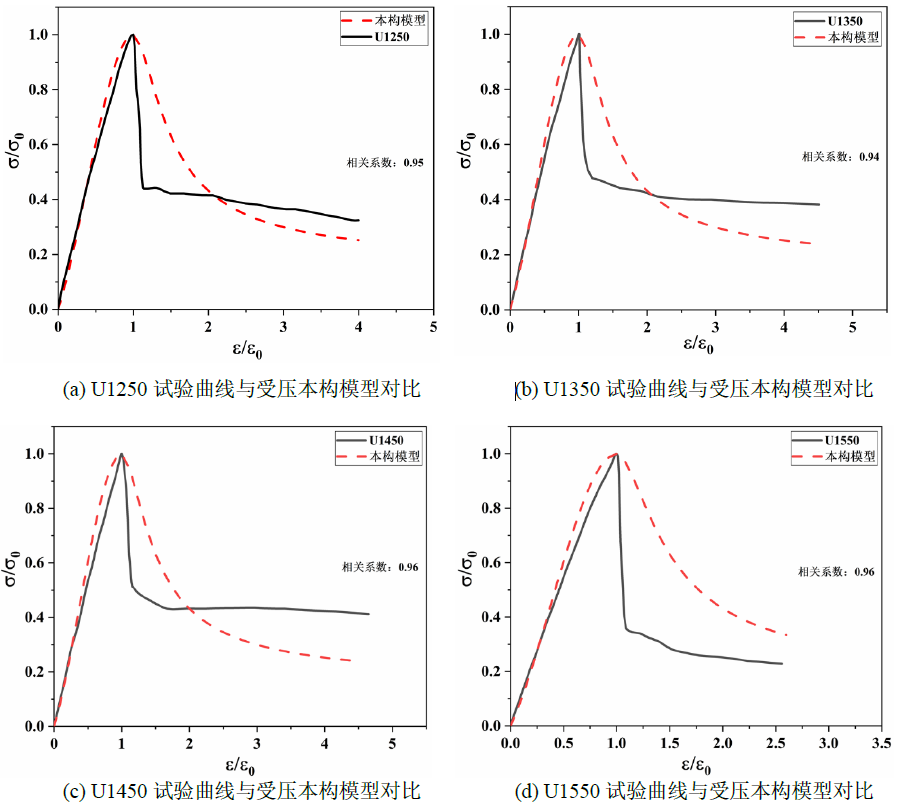 本构模型
U1250
σ/σ0
1.0
0.8
0.6
0.4
0.2
0.0
相关系数：0.95
0 1 2 3 4 5
ε/ε0
(a) U1250 试验曲线与受压本构模型对比
U1350
本构模型
σ/σ0
1.0
0.8
0.6
0.4
0.2
0.0
相关系数：0.94
0 1 2 3 4 5
ε/ε0
(b) U1350 试验曲线与受压本构模型对比
U1450
本构模型
σ/σ0
1.0
0.8
0.6
0.4
0.2
0.0
相关系数：0.96
0 1 2 3 4 5
ε/ε0
(c) U1450 试验曲线与受压本构模型对比
U1550
本构模型
σ/σ0
1.0
0.8
0.6
0.4
0.2
0.0
相关系数：0.96
0.0 0.5 1.0 1.5 2.0 2.5 3.0 3.5
ε/ε0
(d) U1550 试验曲线与受压本构模型对比